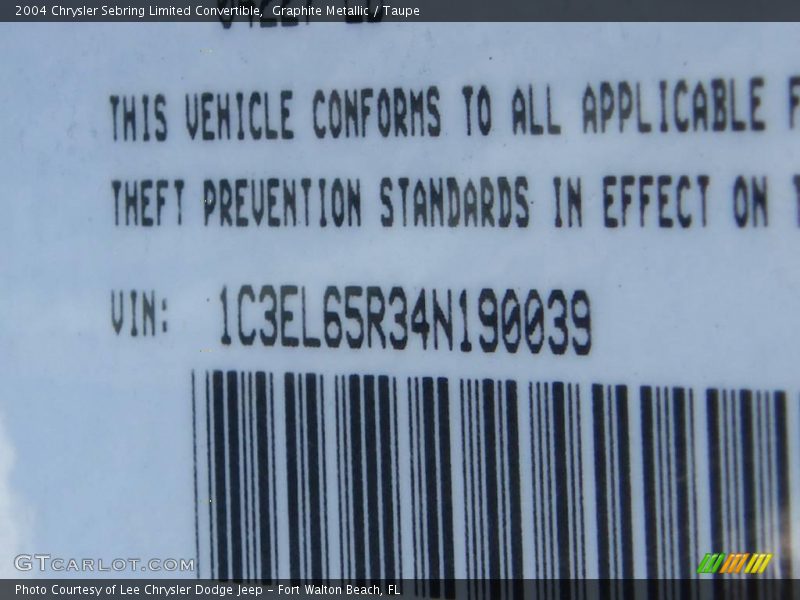 2004 Chrysler Sebring Limited Convertible,  Graphite Metallic / Taupe
THIS VEHICLE CONFORMS TO ALL APPLICABLE F
THEFT PREVENTION STANDARDS IN EFFECT ON T
VIN: 1C3EL65R34N190039
GTCARLOT.COM
Photo Courtesy of Lee Chrysler Dodge Jeep - Fort Walton Beach, FL